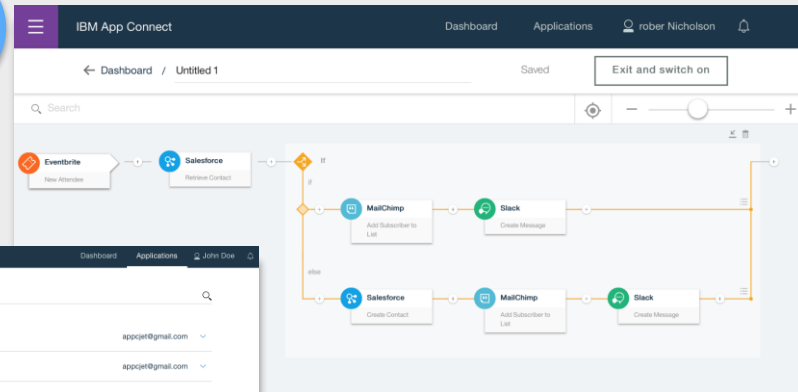 IBM App Connect
Dashboard Applications rober Nicholson
← Dashboard / Untitled 1 Saved Exit and switch on
Search
Eventbrite
New Attendee
Salesforce
Retrieve Contact
If
if
MailChimp
Add Subscriber to
List
Slack
Create Message
else
Salesforce
Create Contact
MailChimp
Add Subscriber to
List
Slack
Create Message
Dashboard Applications John Doe
appcjet@gmail.com
appcjet@gmail.com